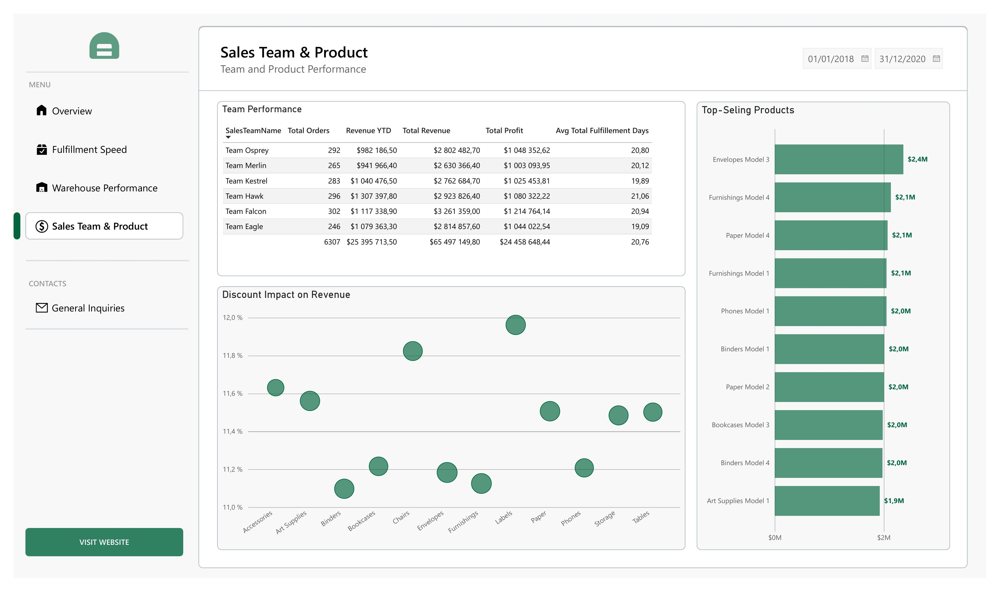 MENU
Overview
Fulfillment Speed
Warehouse Performance
Sales Team & Product
CONTACTS
General Inquiries
VISIT WEBSITE
Sales Team & Product
Team and Product Performance
01/01/2018 31/12/2020
Team Performance
SalesTeamName Total Orders Revenue YTD Total Revenue Total Profit Avg Total Fulfillement Days
Team Osprey 292 $982 186,50 $2 802 482,70 $1 048 352,62 20,80
Team Merlin 265 $941 966,40 $2 630 366,40 $1 003 093,95 20,12
Team Kestrel 283 $1 040 476,50 $2 762 684,70 $1 025 453,81 19,89
Team Hawk 296 $1 307 397,80 $2 923 826,40 $1 080 322,22 21,06
Team Falcon 302 $1 117 338,90 $3 261 359,00 $1 214 764,14 20,94
Team Eagle 246 $1 079 363,30 $2 814 857,60 $1 044 022,54 19,09
6307 $25 395 713,50 $65 497 149,80 $24 458 648,44 20,76
Discount Impact on Revenue
12,0 %
11,8 %
11,6 %
11,4 %
11,2 %
11,0 %
Accessories
Art Supplies
Binders
Bookcases
Chairs
Envelopes
Furnishings
Labels
Paper
Phones
Storage
Tables
Top-Seling Products
Envelopes Model 3 $2,4M
Furnishings Model 4 $2,1M
Paper Model 4 $2,1M
Furnishings Model 1 $2,1M
Phones Model 1 $2,0M
Binders Model 1 $2,0M
Paper Model 2 $2,0M
Bookcases Model 3 $2,0M
Binders Model 4 $2,0M
Art Supplies Model 1 $1,9M
$0M $2M